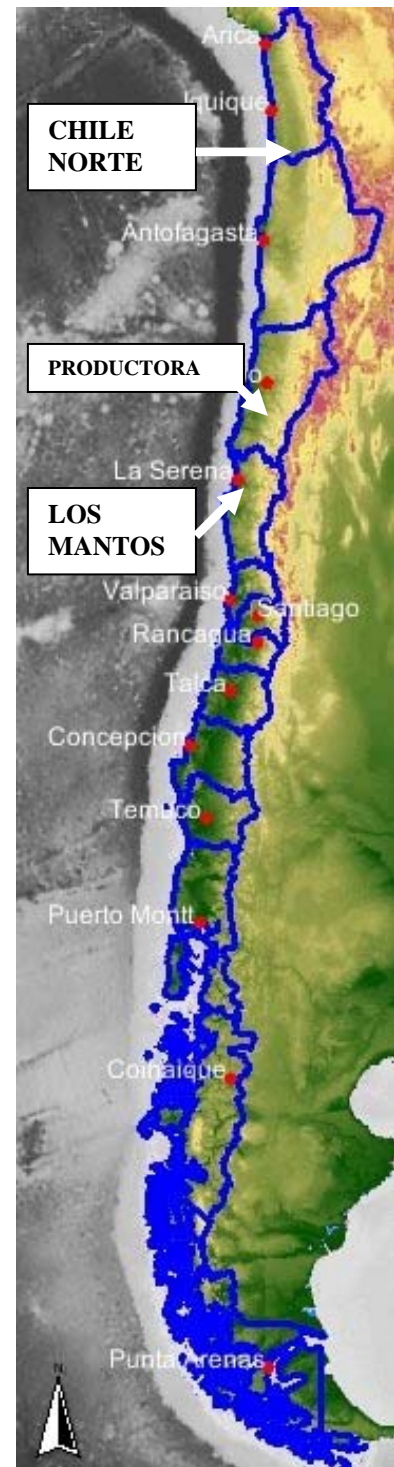 Arica
Iquique
CHILE
NORTE
Antofagasta
PRODUCTORA
o
La Serena
LOS
MANTOS
Valparaiso
Santiago
Rancagua
Talca
Concepcion
Temuco
Puerto Montt
Coihaique
Punta Arenas
N